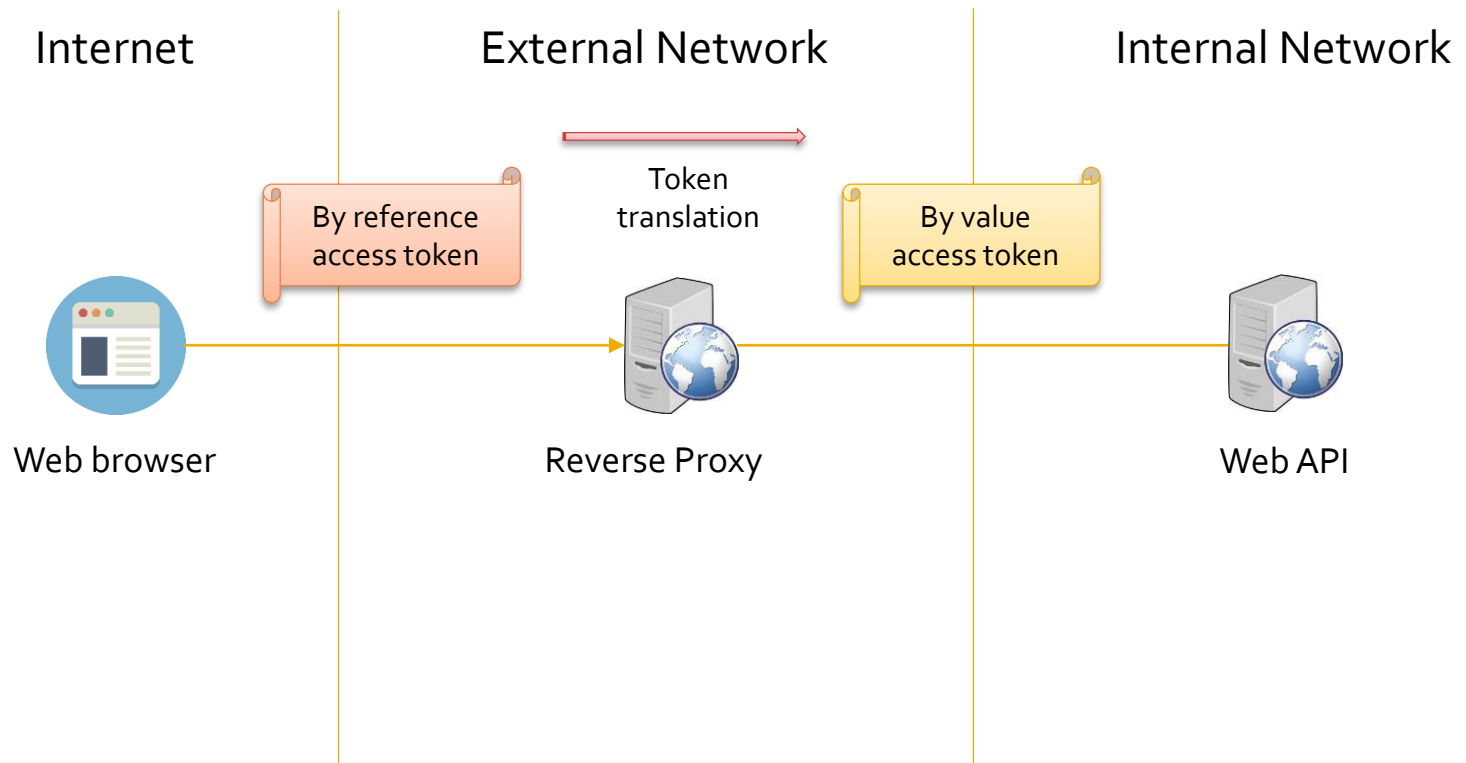 Internet
External Network
Internal Network
Token
translation
By reference
access token
By value
access token
Web browser
Reverse Proxy
Web API